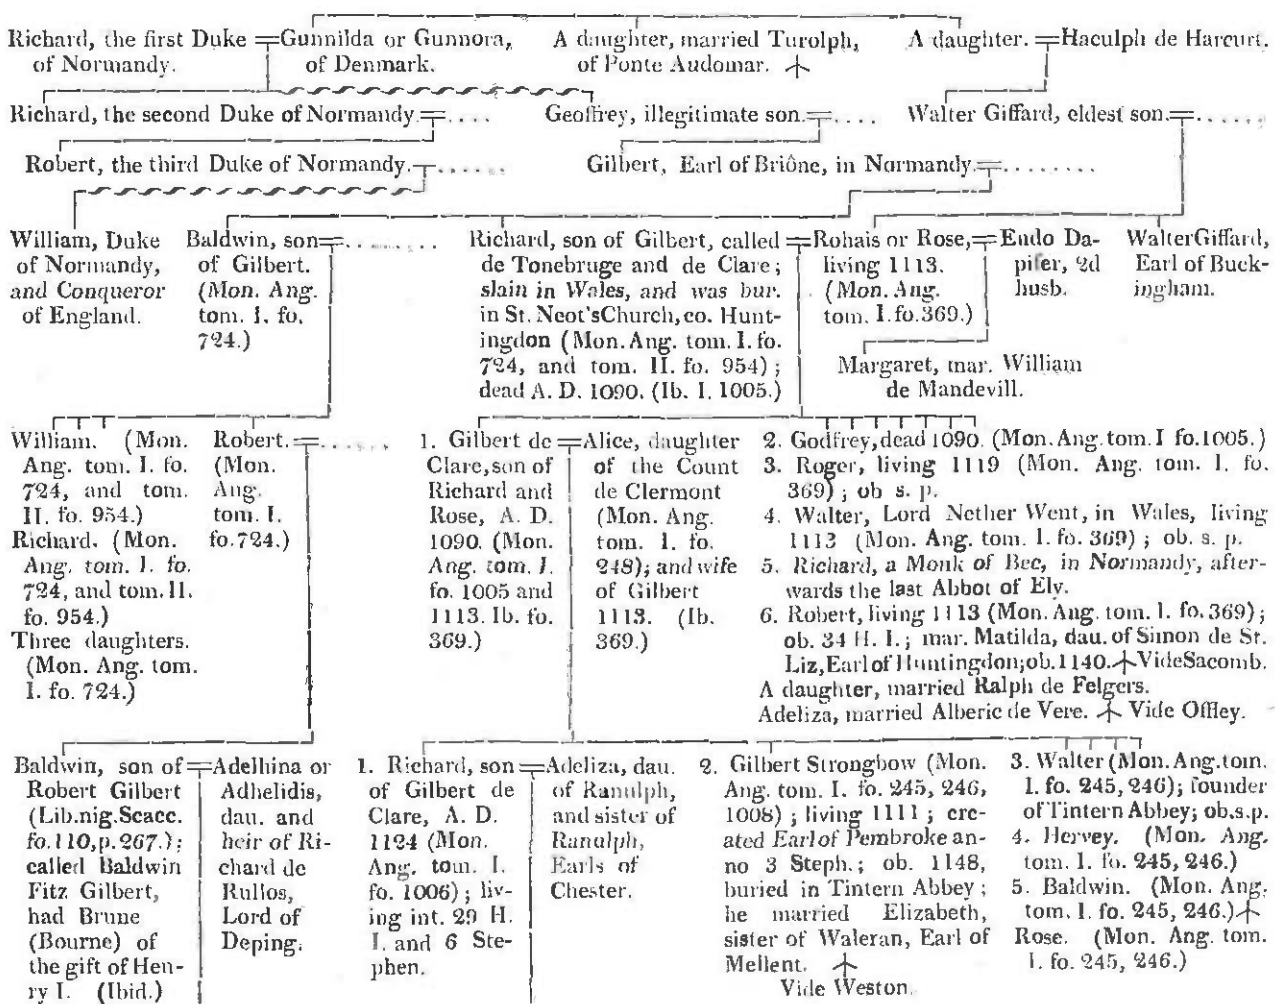 Richard, the first Duke = Gunnilda or Gunnora, A daughter, married Turolph, A daughter. = Haculph de Harcurt.
of Normandy. of Denmark. of Ponte Audomar.
Richard, the second Duke of Normandy. = .... Geoffrey, illegitimate son. = .... Walter Giffard, eldest son. = ......
Robert, the third Duke of Normandy. ...... Gilbert, Earl of Briône, in Normandy. = ........
William, Duke
of Normandy,
and Conqueror
of England.
Baldwin, son = ..........
of Gilbert.
(Mon. Ang.
tom. I. fo.
724.)
Richard, son of Gilbert, called =
de Tonebruge and de Clare;
slain in Wales, and was bur.
in St. Neot's Church, co. Hunt-
ingdon (Mon. Ang. tom. I. fo.
724, and tom. II. fo. 954);
dead A. D. 1090. (Ib. I. 1005.)
Rohais or Rose, =
living 1113.
(Mon. Ang.
tom. I. fo. 369.)
Endo Da-
pifer, 2d
husb.
Walter Giffard,
Earl of Buck-
ingham.
Margaret, mar. William
de Mandevill.
William. (Mon.
Ang. tom. I. fo.
724, and tom.
II. fo. 954.)
Richard. (Mon.
Ang. tom. I. fo.
724, and tom. II.
fo. 954.)
Three daughters.
(Mon. Ang. tom.
I. fo. 724.)
Robert. = .......
(Mon.
Ang.
tom. I.
fo. 724.)
1. Gilbert de =
Clare, son of
Richard and
Rose, A. D.
1090. (Mon.
Ang. tom. I.
fo. 1005 and
1113. Ib. fo.
369.)
Alice, daughter
of the Count
de Clermont
(Mon. Ang.
tom. I. fo.
248); and wife
of Gilbert
1113. (Ib.
369.)
2. Godfrey, dead 1090. (Mon. Ang. tom. I fo. 1005.)
3. Roger, living 1119 (Mon. Ang. tom. I. fo.
369); ob s. p.
4. Walter, Lord Nether Went, in Wales, living
1113 (Mon. Ang. tom. I. fo. 369); ob. s. p.
5. Richard, a Monk of Bec, in Normandy, after-
wards the last Abbot of Ely.
6. Robert, living 1113 (Mon. Ang. tom. I. fo. 369);
ob. 34 H. I.; mar. Matilda, dau. of Simon de St.
Liz, Earl of Huntingdon; ob. 1140. Vide Sacomb.
A daughter, married Ralph de Felgers.
Adeliza, married Alberic de Vere. Vide Offley.
Baldwin, son of =
Robert Gilbert
(Lib. nig. Scacc.
fo. 110, p. 267.);
called Baldwin
Fitz Gilbert,
had Brune
(Bourne) of
the gift of Hen-
ry I. (Ibid.)
Adelhina or
Adhelidis,
dau. and
heir of Ri-
chard de
Rullos,
Lord of
Deping.
1. Richard, son =
of Gilbert de
Clare, A. D.
1124 (Mon.
Ang. tom. I.
fo. 1006); liv-
ing int. 29 H.
I. and 6 Ste-
phen.
Adeliza, dau.
of Ranulph,
and sister of
Ranulph,
Earls of
Chester.
2. Gilbert Strongbow (Mon.
Ang. tom. I. fo. 245, 246,
1008); living 1111; cre-
ated Earl of Pembroke an-
no 3 Steph.; ob. 1148,
buried in Tintern Abbey;
he married Elizabeth,
sister of Waleran, Earl of
Mellent.
Vide Weston.
3. Walter (Mon. Ang. tom.
I. fo. 245, 246); founder
of Tintern Abbey; ob. s. p.
4. Hervey. (Mon. Ang.
tom. I. fo. 245, 246.)
5. Baldwin. (Mon. Ang.
tom. I. fo. 245, 246.)
Rose. (Mon. Ang. tom.
I. fo. 245, 246.)